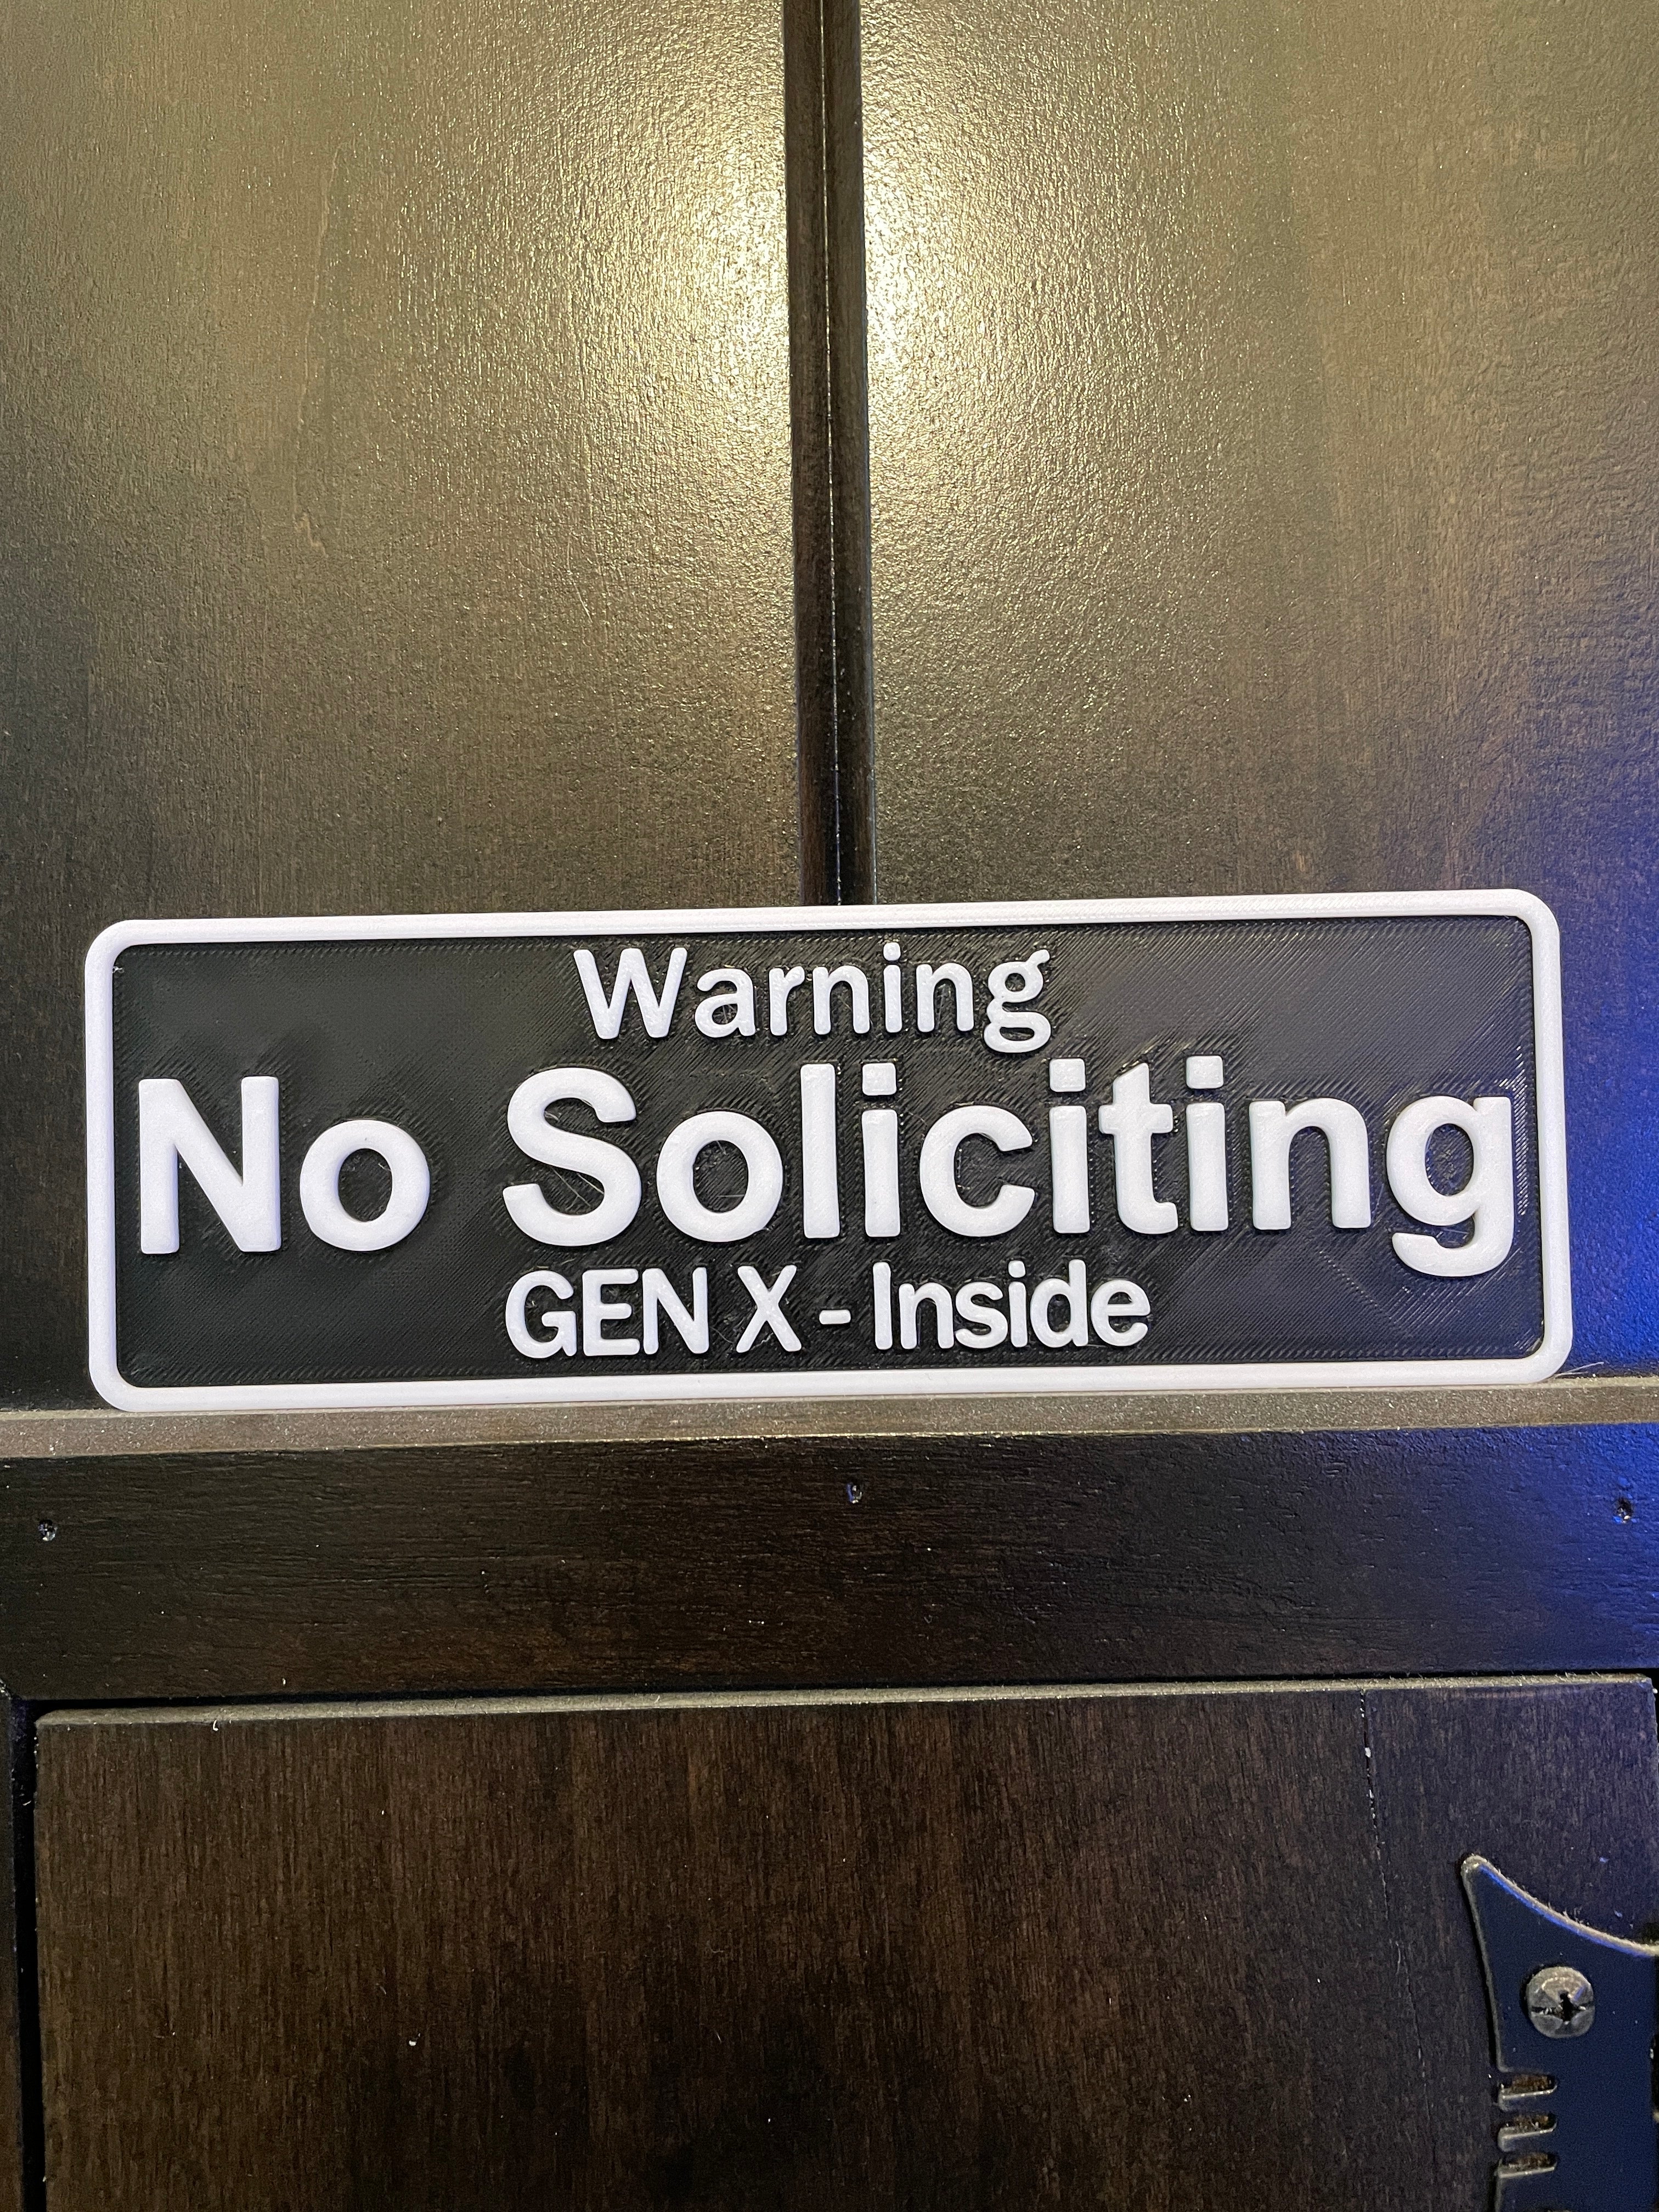 Warning
No Soliciting
GEN X - Inside